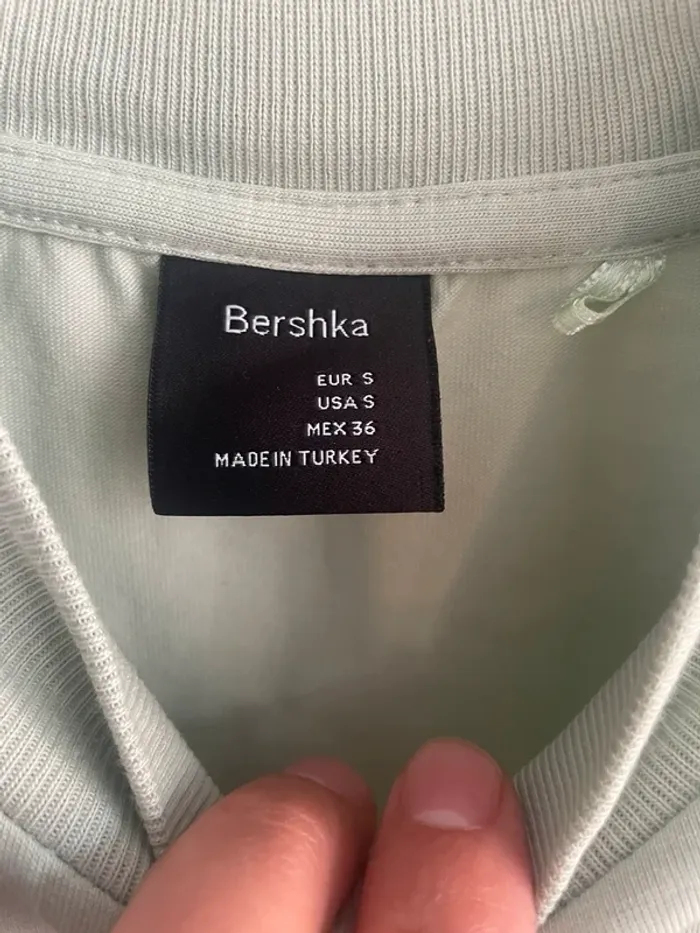 Bershka
EUR S
USA S
MEX 36
MADE IN TURKEY